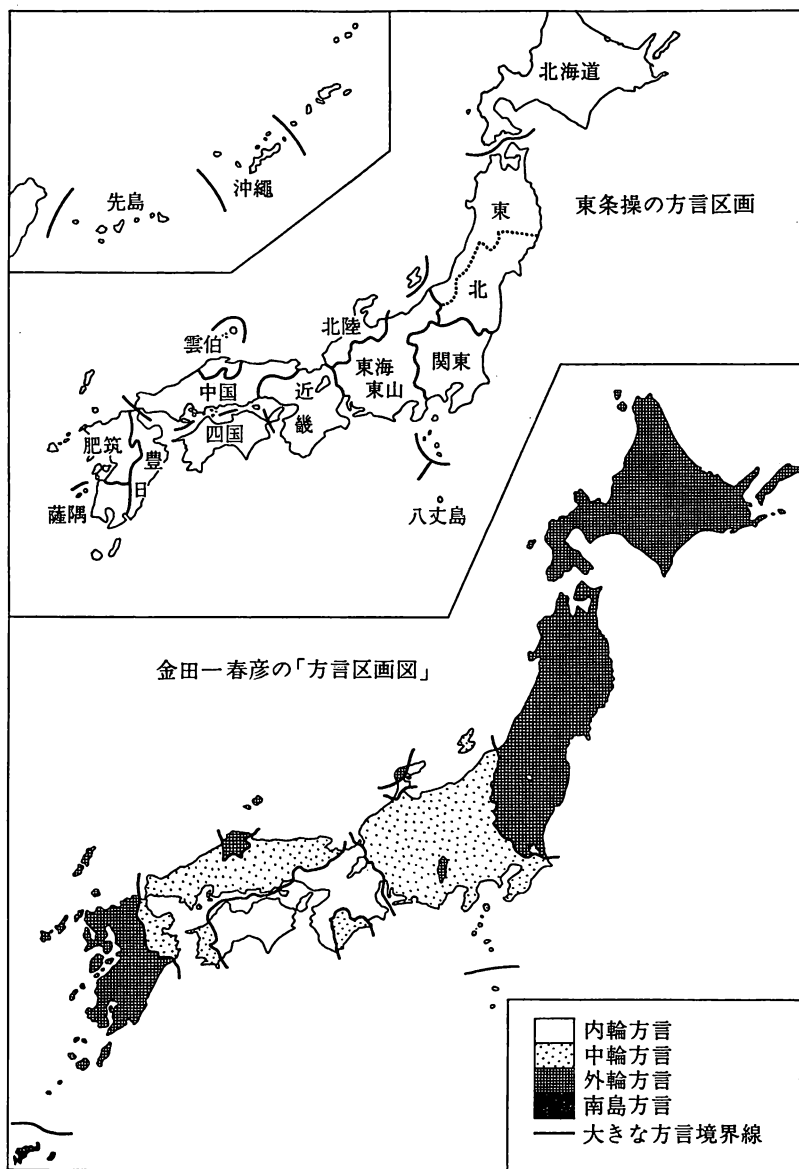 北海道
先島
沖縄
東条操の方言区画
東
北
北陸
雲伯
東海
東山
関東
中国
近
畿
四国
肥筑
豊
日
薩隅
八丈島
金田一春彦の「方言区画図」
内輪方言
中輪方言
外輪方言
南島方言
大きな方言境界線